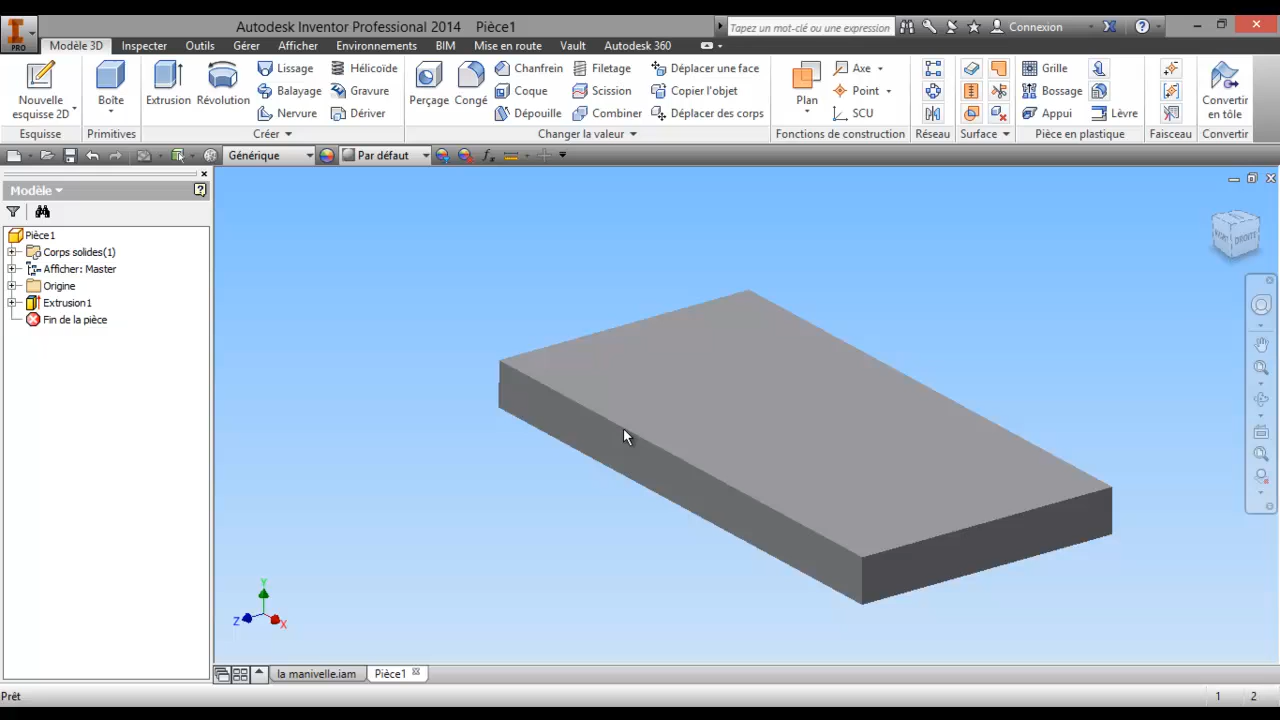 Autodesk Inventor Professional 2014 Pièce1
Tapez un mot-clé ou une expression
Connexion
PRO
Modèle 3D Inspecter Outils Gérer Afficher Environnements BIM Mise en route Vault Autodesk 360
Nouvelle
esquisse 2D
Boîte
Extrusion
Révolution
Lissage
Balayage
Nervure
Hélicoïde
Gravure
Dériver
Perçage
Congé
Chanfrein
Coque
Dépouille
Filetage
Scission
Combiner
Déplacer une face
Copier l'objet
Déplacer des corps
Plan
Axe
Point
SCU
Grille
Bossage
Appui
Lèvre
Convertir
en tôle
Esquisse Primitives Créer Changer la valeur Fonctions de construction Réseau Surface Pièce en plastique Faisceau Convertir
Générique
Par défaut
fx
Modèle
Pièce1
Corps solides(1)
Afficher: Master
Origine
Extrusion1
Fin de la pièce
DROITE
Y
Z
X
la manivelle.iam
Pièce1
Prêt
1 2